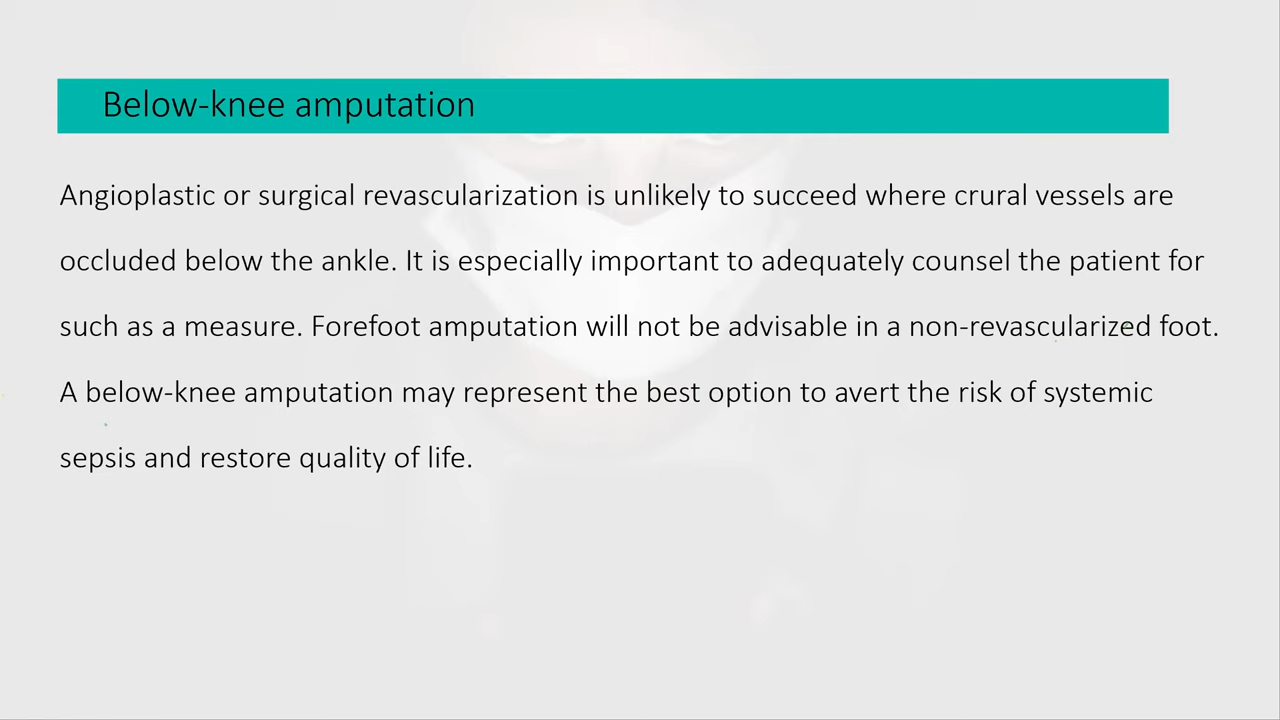 Below-knee amputation
Angioplastic or surgical revascularization is unlikely to succeed where crural vessels are
occluded below the ankle. It is especially important to adequately counsel the patient for
such as a measure. Forefoot amputation will not be advisable in a non-revascularized foot.
A below-knee amputation may represent the best option to avert the risk of systemic
sepsis and restore quality of life.